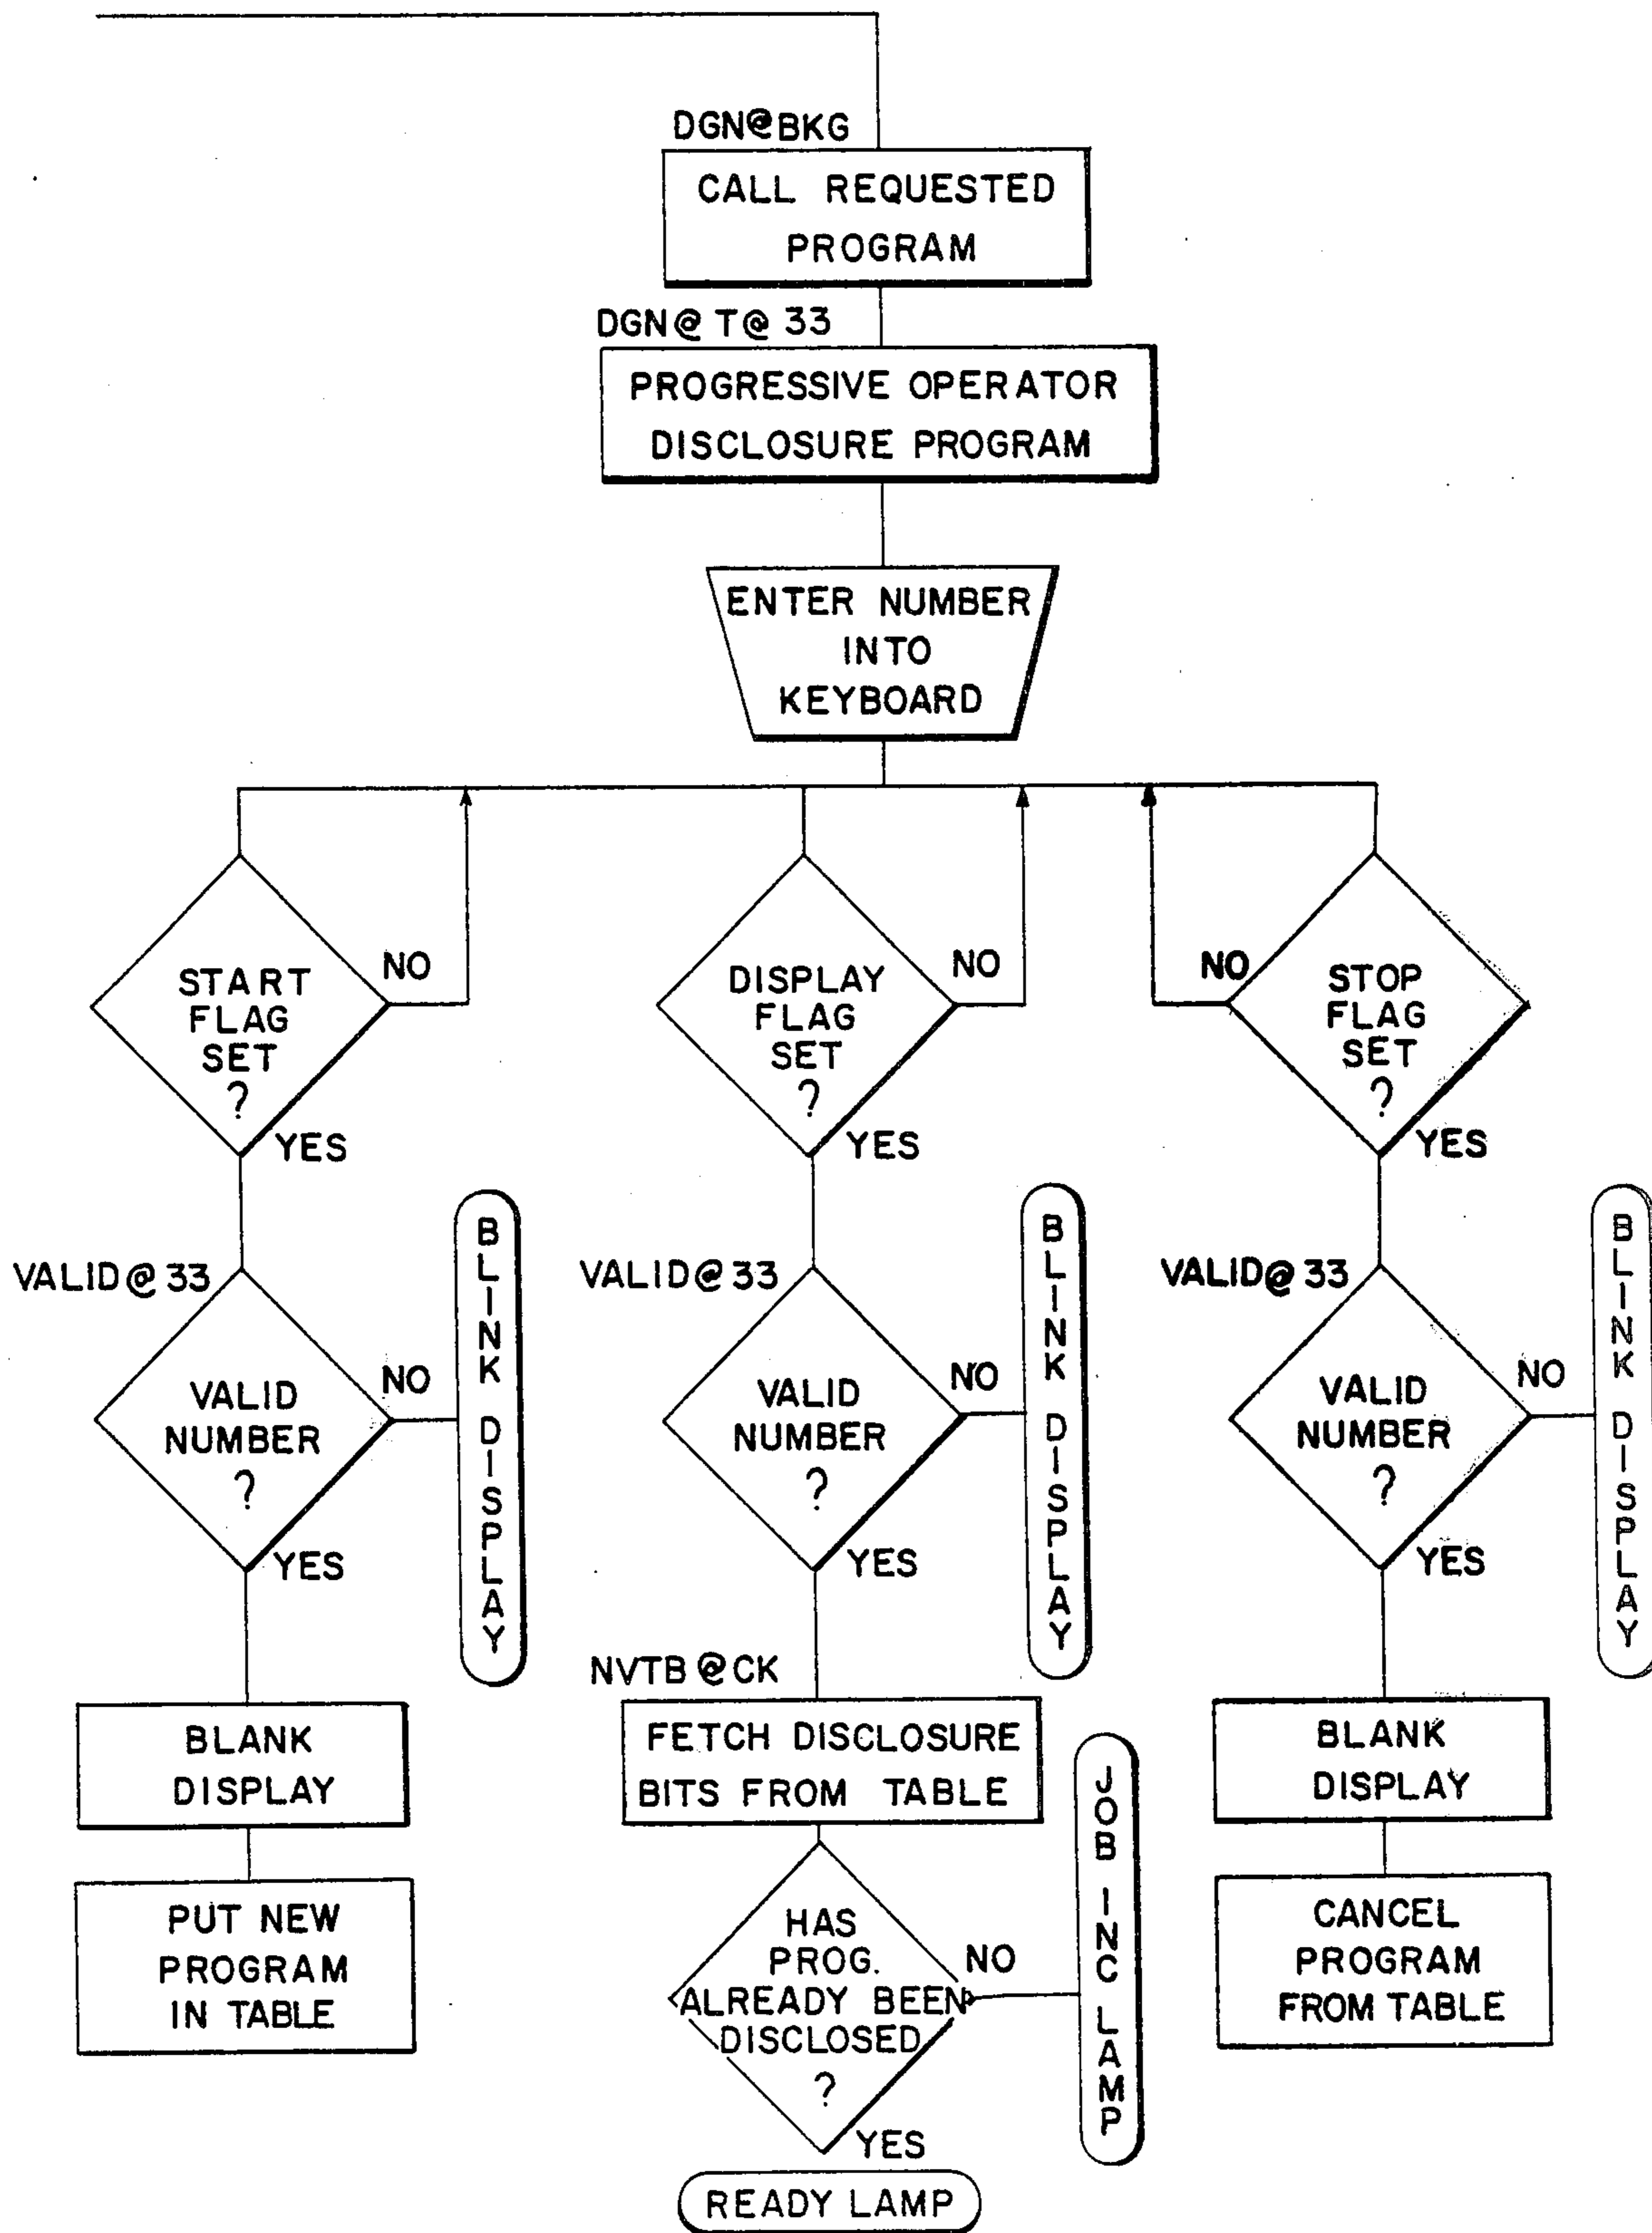 DGN@BKG
CALL REQUESTED
PROGRAM
DGN@ T@ 33
PROGRESSIVE OPERATOR
DISCLOSURE PROGRAM
ENTER NUMBER
INTO
KEYBOARD
START
FLAG
SET
?
NO
YES
DISPLAY
FLAG
SET
?
NO
YES
NO
STOP
FLAG
SET
?
YES
VALID@33
VALID
NUMBER
?
NO
YES
BLINK DISPLAY
VALID@33
VALID
NUMBER
?
NO
YES
BLINK DISPLAY
VALID@33
VALID
NUMBER
?
NO
YES
BLINK DISPLAY
BLANK
DISPLAY
PUT NEW
PROGRAM
IN TABLE
NVTB@CK
FETCH DISCLOSURE
BITS FROM TABLE
HAS
PROG.
ALREADY BEEN
DISCLOSED
?
NO
YES
JOB INC LAMP
READY LAMP
BLANK
DISPLAY
CANCEL
PROGRAM
FROM TABLE